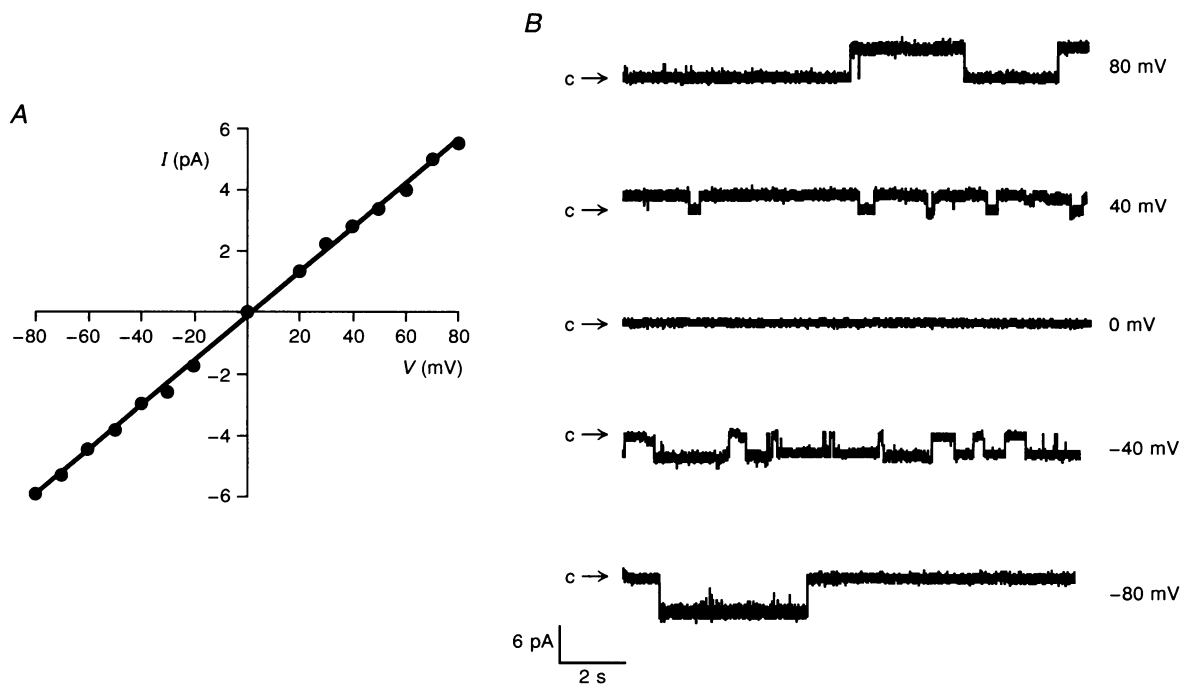 A
I (pA)
6
4
2
−80 −60 −40 −20 20 40 60 80
V (mV)
−2
−4
−6
B
c → 80 mV
c → 40 mV
c → 0 mV
c → −40 mV
c → −80 mV
6 pA
2 s